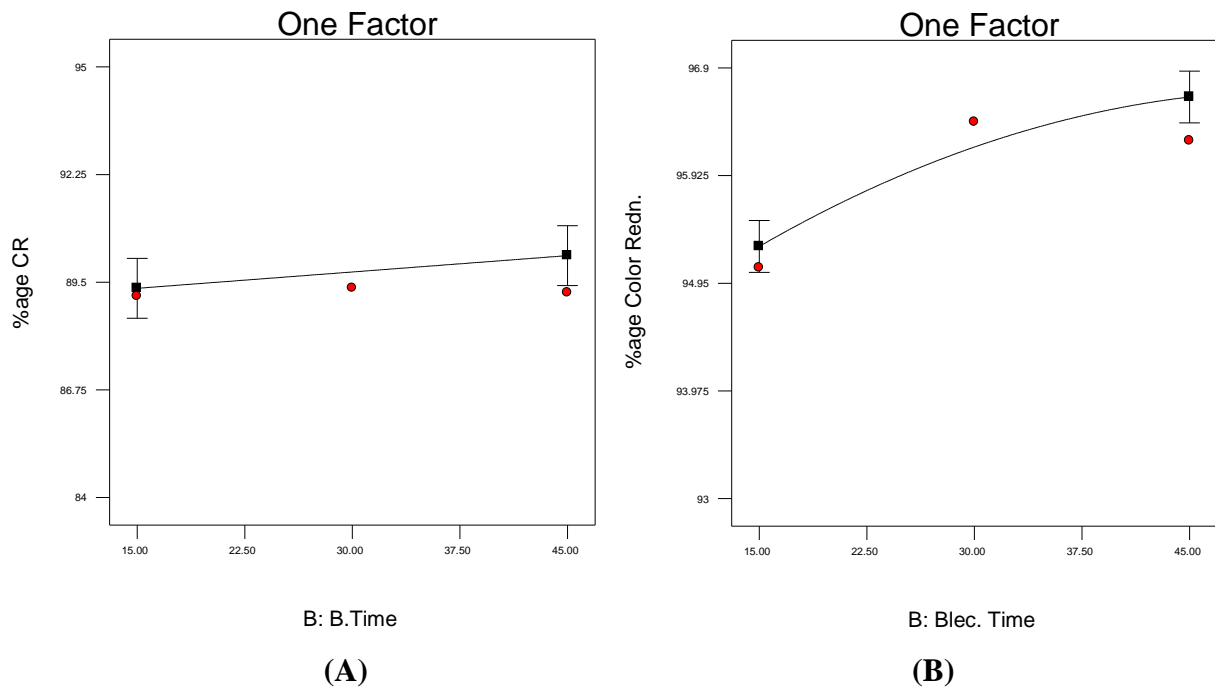 One Factor
95
92.25
89.5
86.75
84
%age CR
15.00 22.50 30.00 37.50 45.00
B: B.Time
(A)
One Factor
96.9
95.925
94.95
93.975
93
%age Color Redn.
15.00 22.50 30.00 37.50 45.00
B: Blec. Time
(B)